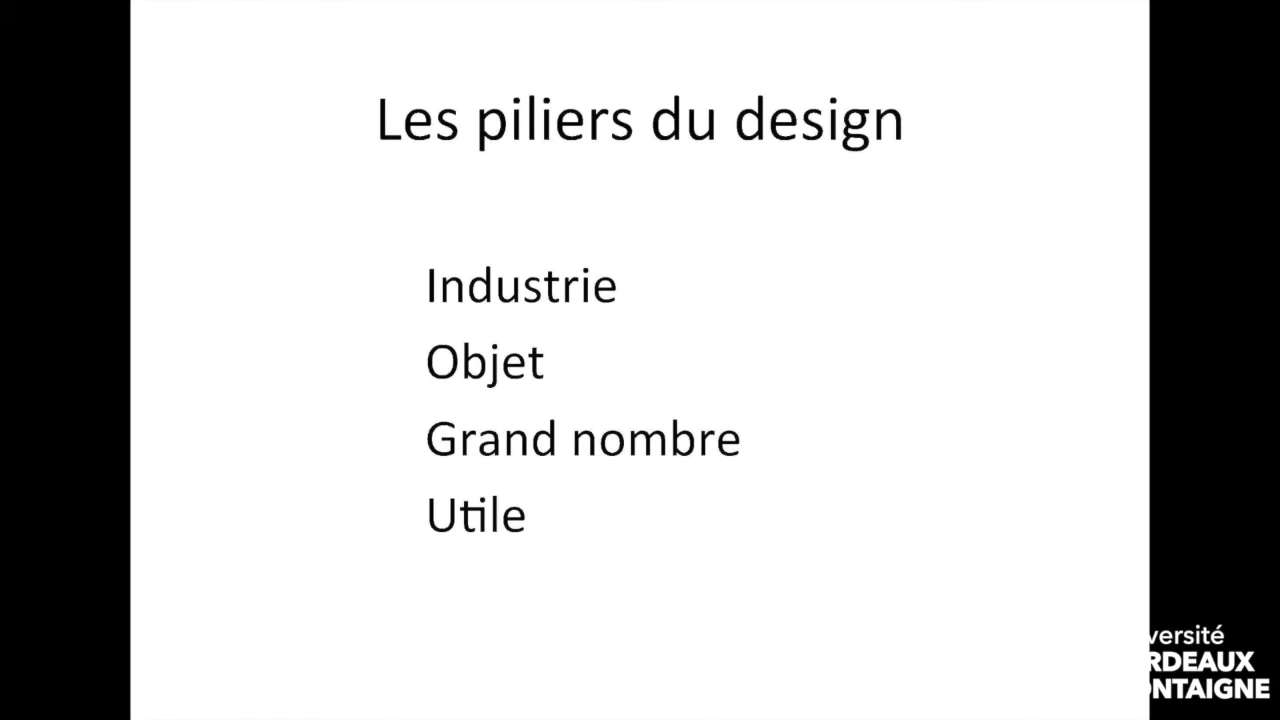 Les piliers du design
Industrie
Objet
Grand nombre
Utile
versité
RDEAUX
NTAIGNE